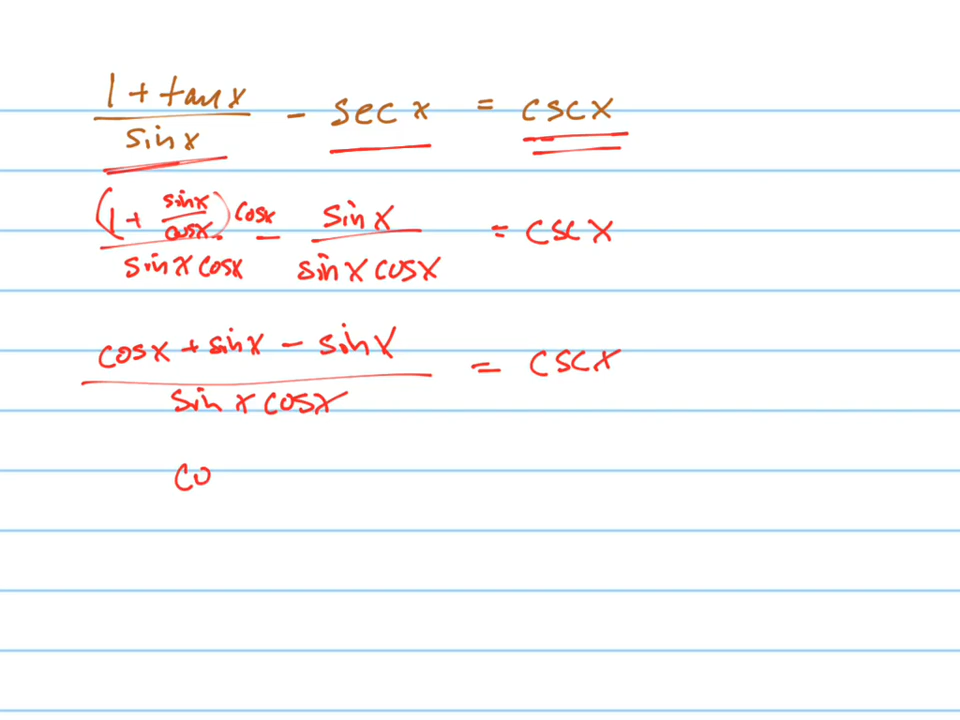 (1 + tan x)/(sin x) - sec x = csc x
((1 + (sin x)/(cos x)) cos x)/(sin x cos x) - (sin x)/(sin x cos x) = csc x
(cos x + sin x - sin x)/(sin x cos x) = csc x
co